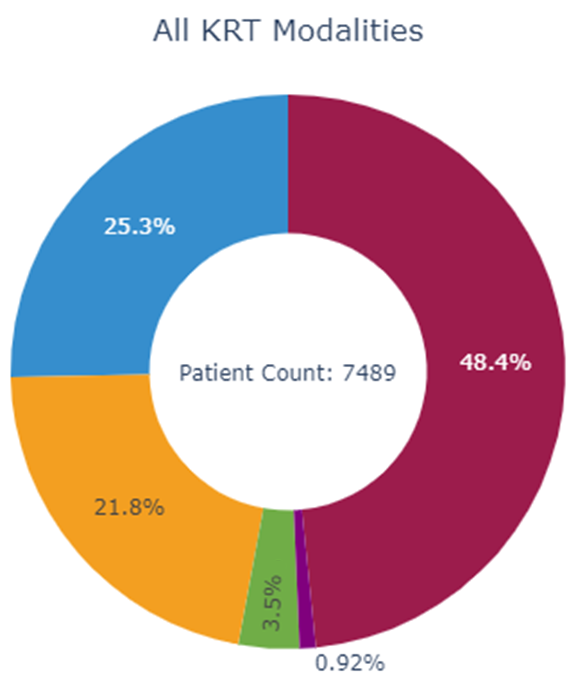 All KRT Modalities
25.3%
48.4%
Patient Count: 7489
21.8%
3.5%
0.92%